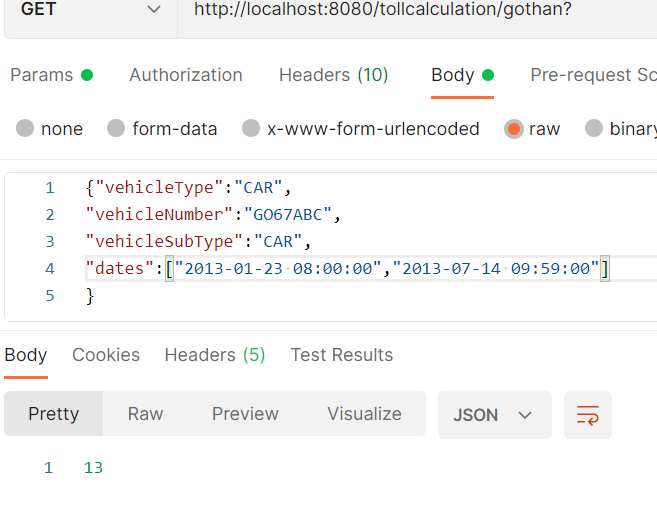 GET http://localhost:8080/tollcalculation/gothan?
Params Authorization Headers (10) Body Pre-request Sc
none form-data x-www-form-urlencoded raw binary
1 {"vehicleType":"CAR",
2 "vehicleNumber":"GO67ABC",
3 "vehicleSubType":"CAR",
4 "dates":["2013-01-23 08:00:00","2013-07-14 09:59:00"]
5 }
Body Cookies Headers (5) Test Results
Pretty Raw Preview Visualize JSON
1 13